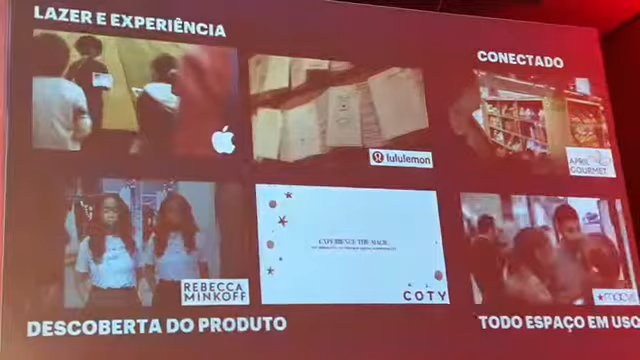 LAZER E EXPERIÊNCIA
CONECTADO
lululemon
APRIL
GOURMET
EXPERIENCE THE MAGIC
REBECCA
MINKOFF
COTY
macys
DESCOBERTA DO PRODUTO
TODO ESPAÇO EM USO